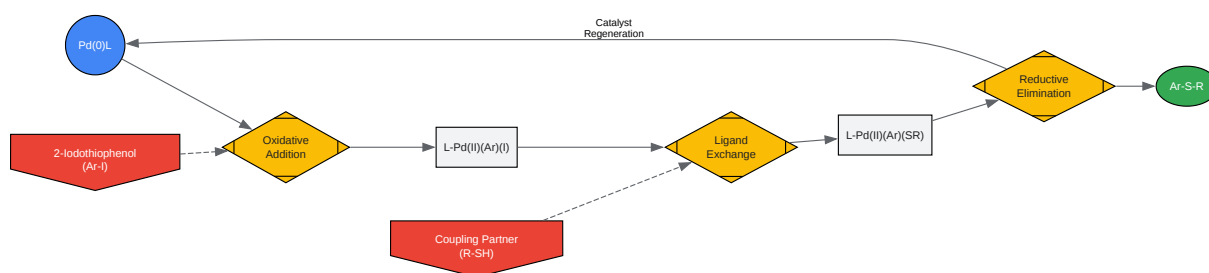 Catalyst
Regeneration
Pd(0)L
Reductive
Elimination
Ar-S-R
2-Iodothiophenol
(Ar-I)
Oxidative
Addition
L-Pd(II)(Ar)(I)
Ligand
Exchange
L-Pd(II)(Ar)(SR)
Coupling Partner
(R-SH)